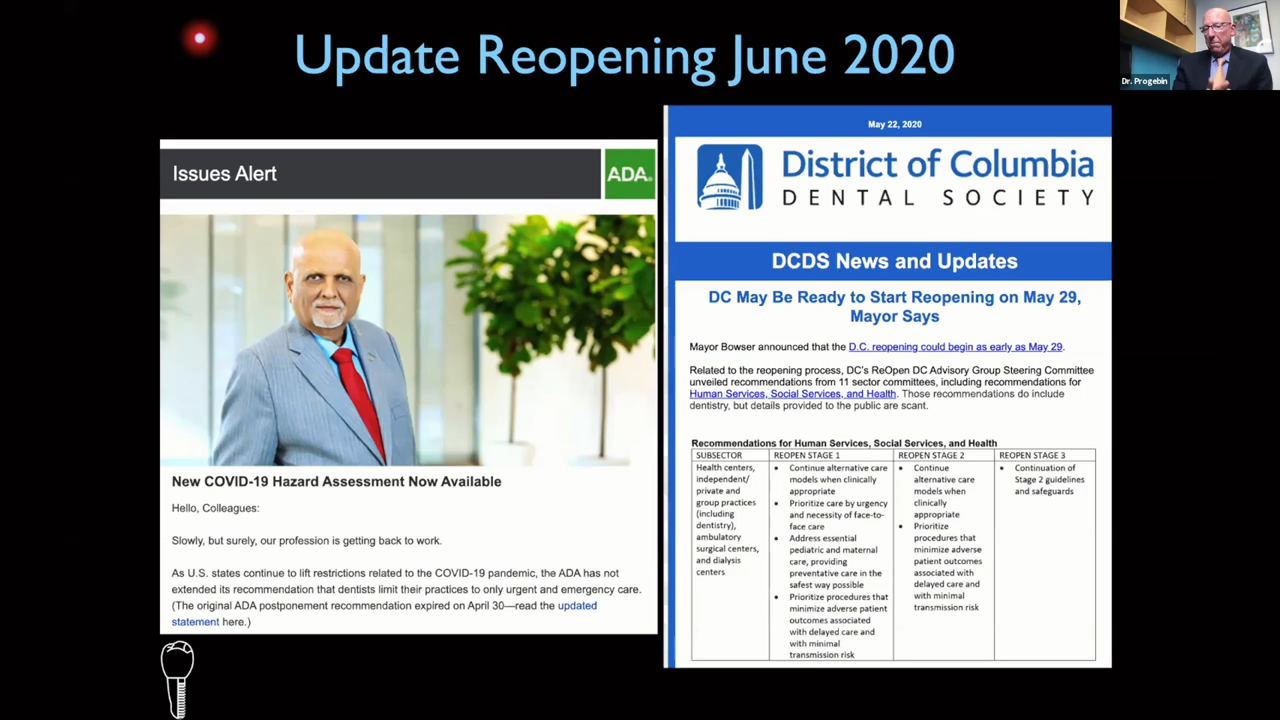 Update Reopening June 2020
Dr. Progebin
Issues Alert
ADA.
New COVID-19 Hazard Assessment Now Available
Hello, Colleagues:
Slowly, but surely, our profession is getting back to work.
As U.S. states continue to lift restrictions related to the COVID-19 pandemic, the ADA has not
extended its recommendation that dentists limit their practices to only urgent and emergency care.
(The original ADA postponement recommendation expired on April 30—read the updated
statement here.)
May 22, 2020
District of Columbia
DENTAL SOCIETY
DCDS News and Updates
DC May Be Ready to Start Reopening on May 29,
Mayor Says
Mayor Bowser announced that the D.C. reopening could begin as early as May 29.
Related to the reopening process, DC's ReOpen DC Advisory Group Steering Committee
unveiled recommendations from 11 sector committees, including recommendations for
Human Services, Social Services, and Health. Those recommendations do include
dentistry, but details provided to the public are scant.
Recommendations for Human Services, Social Services, and Health
SUBSECTOR
Health centers,
independent/
private and
group practices
(including
dentistry),
ambulatory
surgical centers,
and dialysis
centers
REOPEN STAGE 1
• Continue alternative care
models when clinically
appropriate
• Prioritize care by urgency
and necessity of face-to-
face care
• Address essential
pediatric and maternal
care, providing
preventative care in the
safest way possible
• Prioritize procedures that
minimize adverse patient
outcomes associated
with delayed care and
with minimal
transmission risk
REOPEN STAGE 2
• Continue
alternative care
models when
clinically
appropriate
• Prioritize
procedures that
minimize adverse
patient outcomes
associated with
delayed care and
with minimal
transmission risk
REOPEN STAGE 3
• Continuation of
Stage 2 guidelines
and safeguards